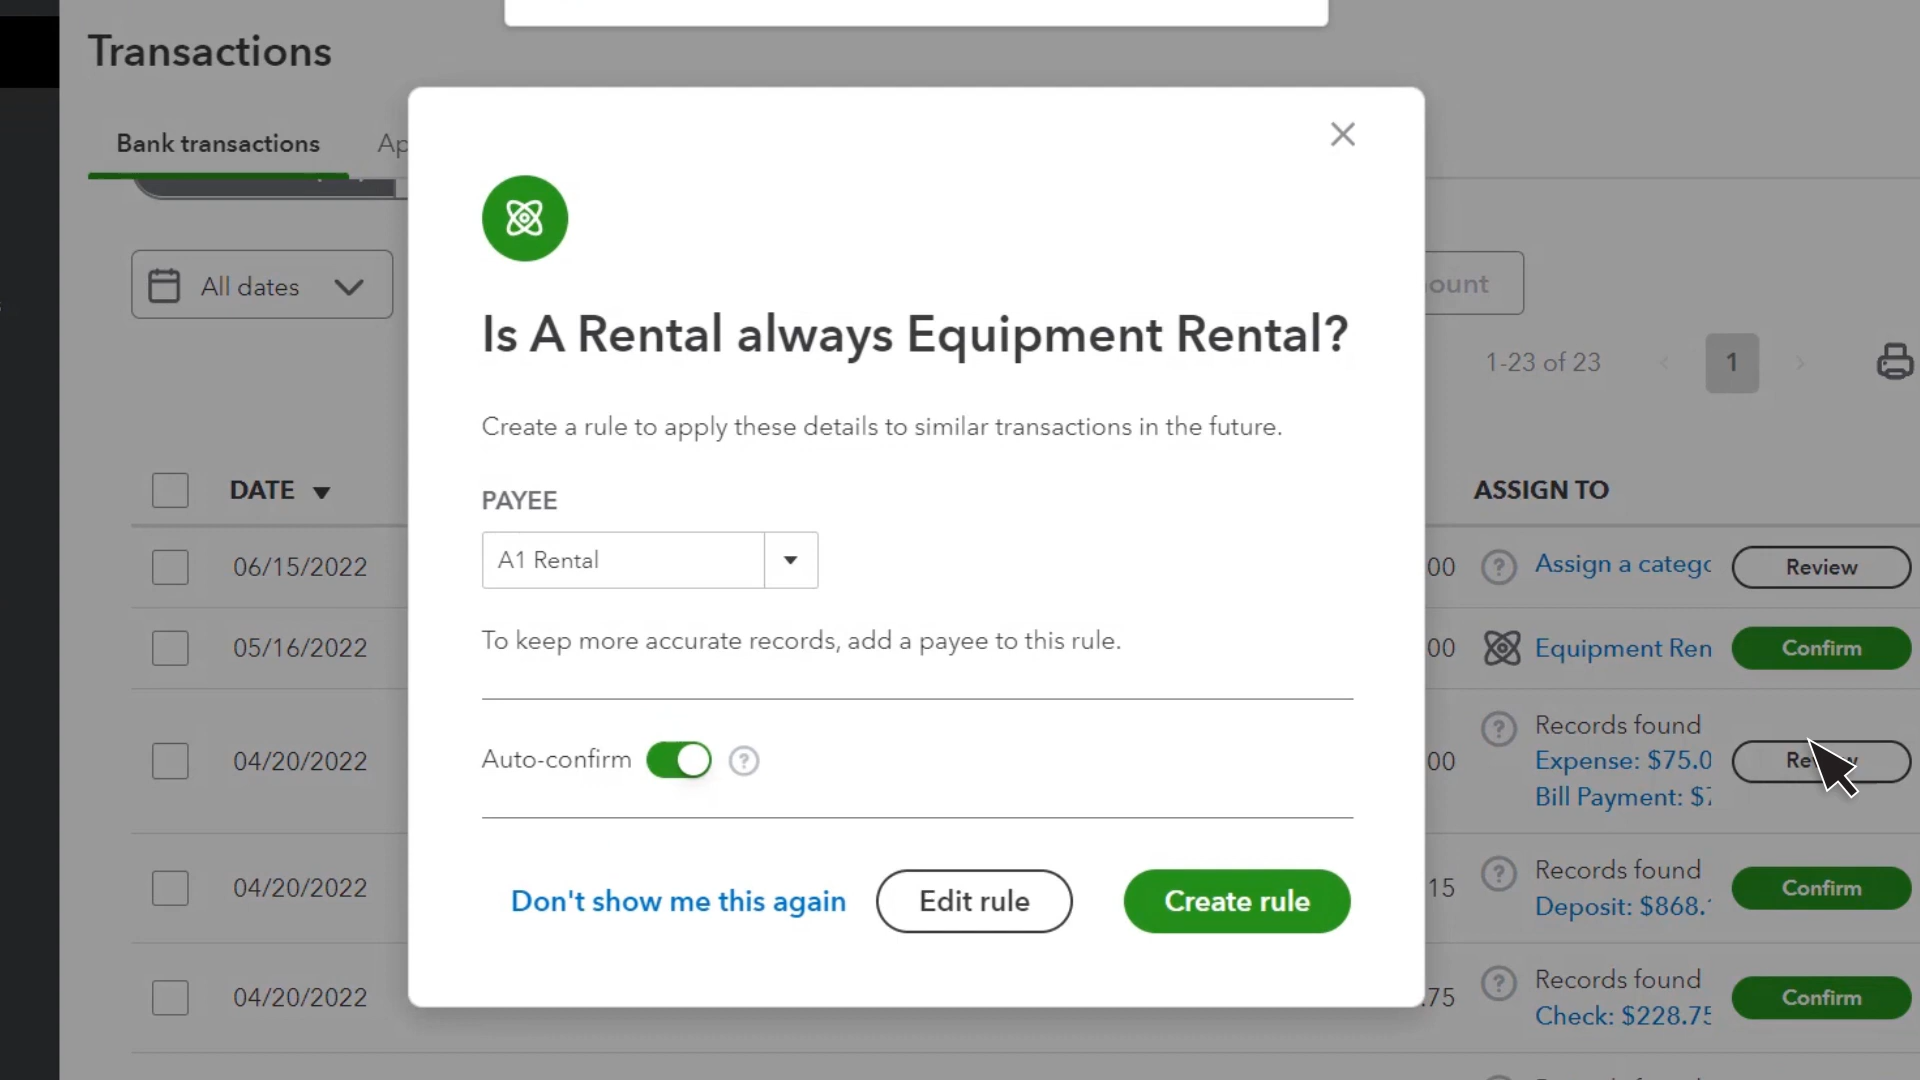 Transactions
Bank transactions
Ap
All dates
ount
1-23 of 23
1
Is A Rental always Equipment Rental?
Create a rule to apply these details to similar transactions in the future.
PAYEE
A1 Rental
To keep more accurate records, add a payee to this rule.
Auto-confirm
?
Don't show me this again
Edit rule
Create rule
DATE
ASSIGN TO
06/15/2022
00
?
Assign a catego
Review
05/16/2022
00
Equipment Ren
Confirm
04/20/2022
00
?
Records found
Expense: $75.0
Bill Payment: $7
Re
04/20/2022
15
?
Records found
Deposit: $868.
Confirm
04/20/2022
.75
?
Records found
Check: $228.75
Confirm